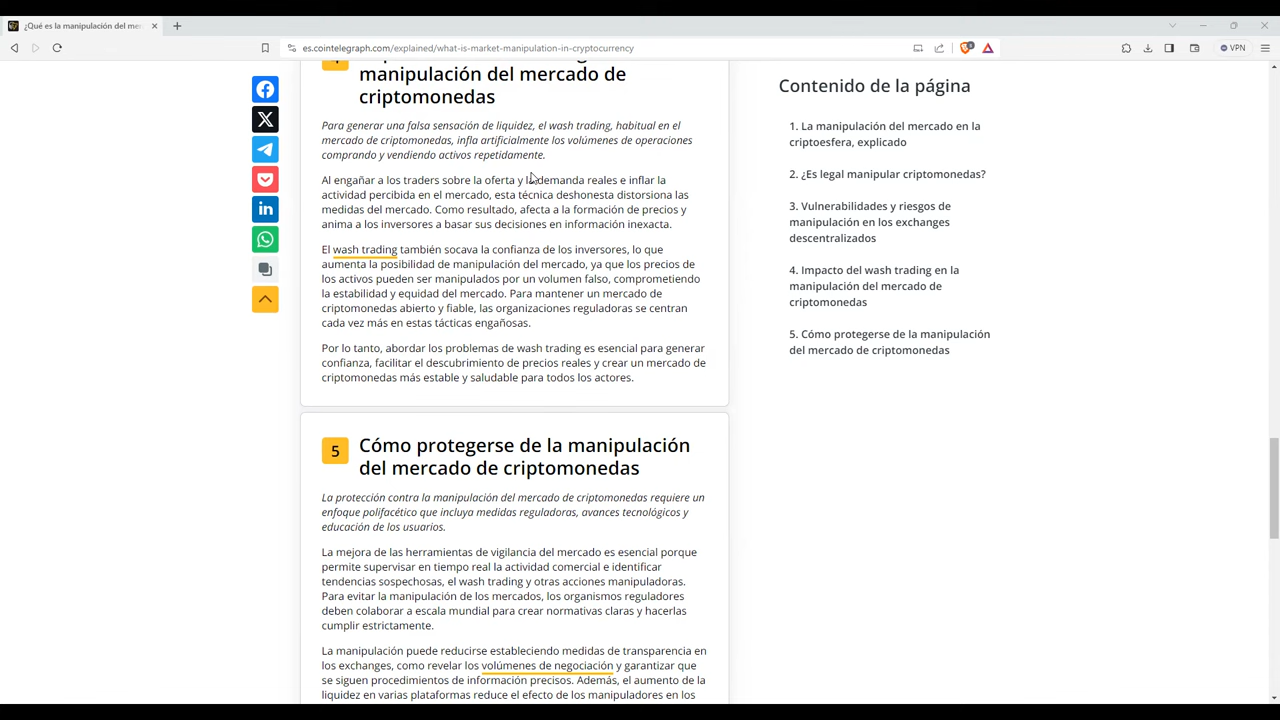 ¿Qué es la manipulación del me
es.cointelegraph.com/explained/what-is-market-manipulation-in-cryptocurrency
VPN
manipulación del mercado de
criptomonedas
Para generar una falsa sensación de liquidez, el wash trading, habitual en el
mercado de criptomonedas, infla artificialmente los volúmenes de operaciones
comprando y vendiendo activos repetidamente.
Al engañar a los traders sobre la oferta y la demanda reales e inflar la
actividad percibida en el mercado, esta técnica deshonesta distorsiona las
medidas del mercado. Como resultado, afecta a la formación de precios y
anima a los inversores a basar sus decisiones en información inexacta.
El wash trading también socava la confianza de los inversores, lo que
aumenta la posibilidad de manipulación del mercado, ya que los precios de
los activos pueden ser manipulados por un volumen falso, comprometiendo
la estabilidad y equidad del mercado. Para mantener un mercado de
criptomonedas abierto y fiable, las organizaciones reguladoras se centran
cada vez más en estas tácticas engañosas.
Por lo tanto, abordar los problemas de wash trading es esencial para generar
confianza, facilitar el descubrimiento de precios reales y crear un mercado de
criptomonedas más estable y saludable para todos los actores.
5
Cómo protegerse de la manipulación
del mercado de criptomonedas
La protección contra la manipulación del mercado de criptomonedas requiere un
enfoque polifacético que incluya medidas reguladoras, avances tecnológicos y
educación de los usuarios.
La mejora de las herramientas de vigilancia del mercado es esencial porque
permite supervisar en tiempo real la actividad comercial e identificar
tendencias sospechosas, el wash trading y otras acciones manipuladoras.
Para evitar la manipulación de los mercados, los organismos reguladores
deben colaborar a escala mundial para crear normativas claras y hacerlas
cumplir estrictamente.
La manipulación puede reducirse estableciendo medidas de transparencia en
los exchanges, como revelar los volúmenes de negociación y garantizar que
se siguen procedimientos de información precisos. Además, el aumento de la
liquidez en varias plataformas reduce el efecto de los manipuladores en los
Contenido de la página
1. La manipulación del mercado en la
criptoesfera, explicado
2. ¿Es legal manipular criptomonedas?
3. Vulnerabilidades y riesgos de
manipulación en los exchanges
descentralizados
4. Impacto del wash trading en la
manipulación del mercado de
criptomonedas
5. Cómo protegerse de la manipulación
del mercado de criptomonedas